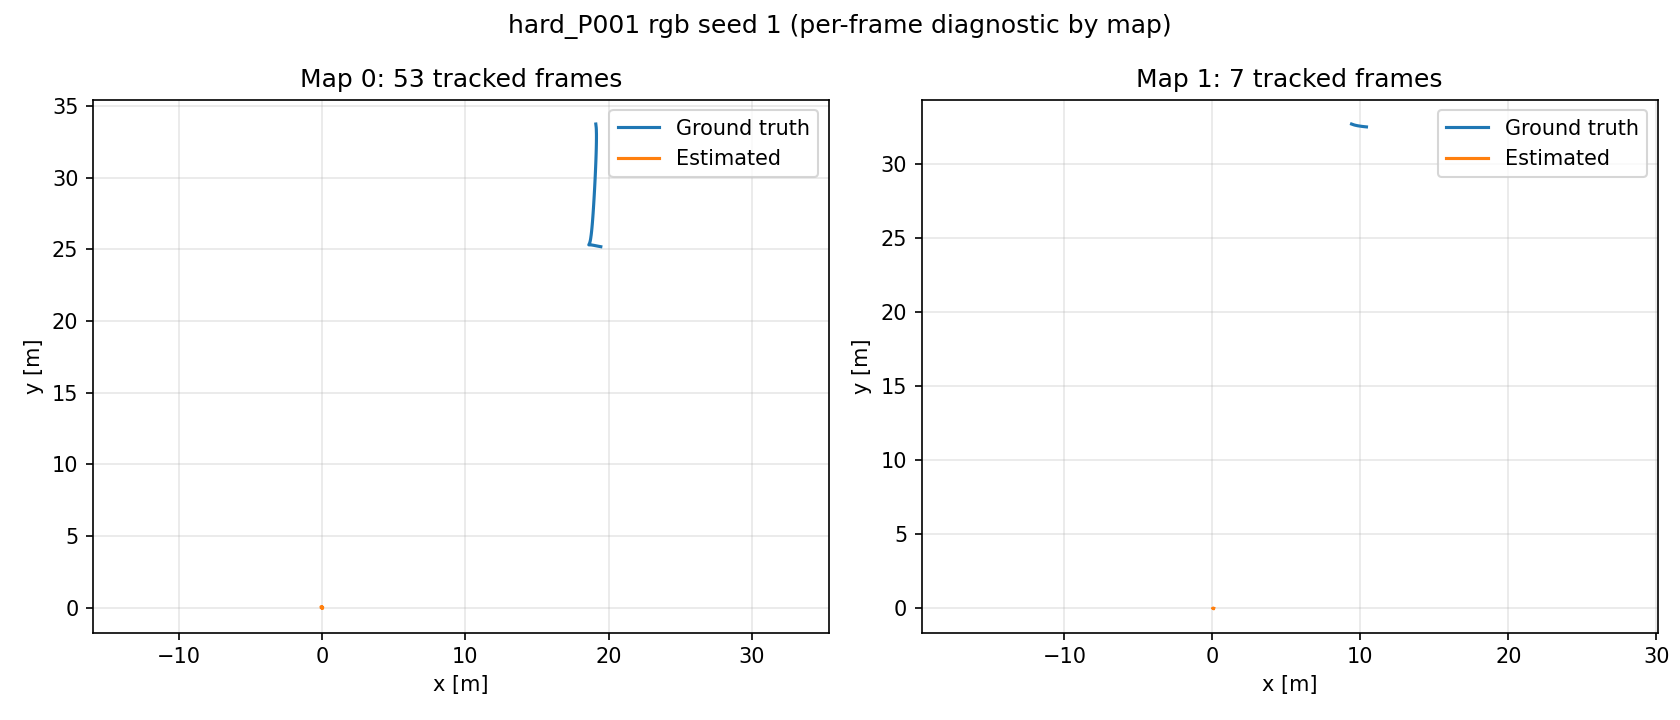 hard_P001 rgb seed 1 (per-frame diagnostic by map)
Map 0: 53 tracked frames
35
30
25
20
15
10
5
0
y [m]
−10
0
10
20
30
x [m]
Ground truth
Estimated
Map 1: 7 tracked frames
30
25
20
15
10
5
0
y [m]
−10
0
10
20
30
x [m]
Ground truth
Estimated